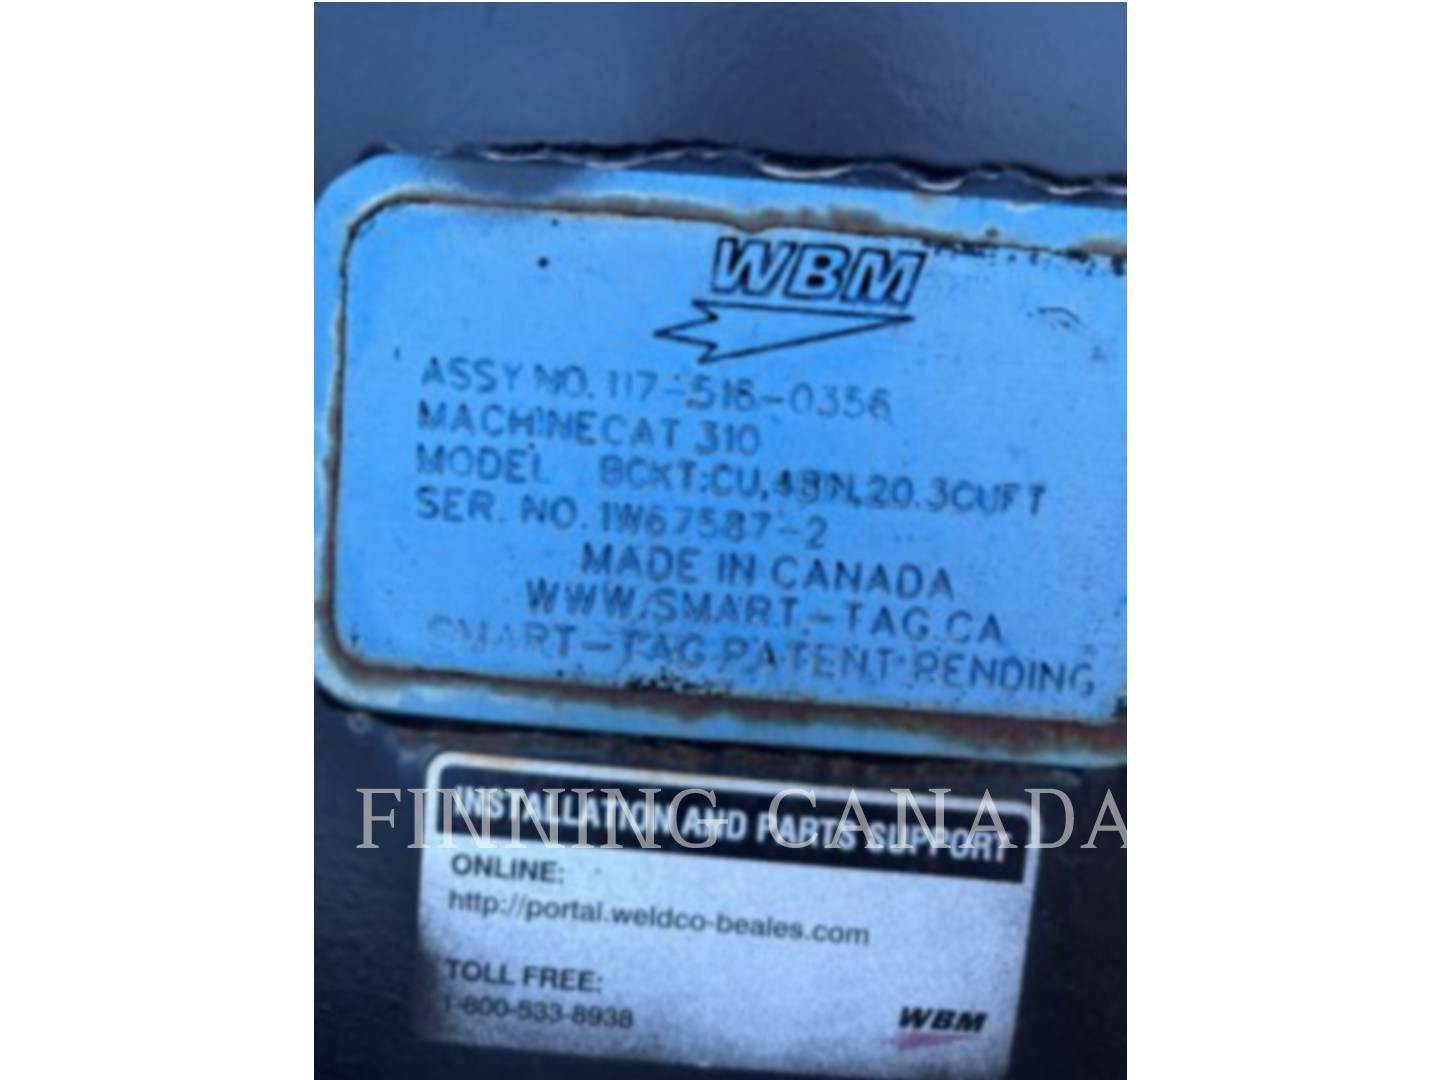 WBM
ASSY NO. 117-516-0356
MACHINECAT 310
MODEL BCKT:CU,48IN,20.3CUFT
SER. NO. 1W67587-2
MADE IN CANADA
WWW.SMART-TAG.CA
SMART-TAG PATENT PENDING
FINNING CANADA
INSTALLATION AND PARTS SUPPORT
ONLINE:
http://portal.weldco-beales.com
TOLL FREE:
1-800-533-8938
WBM